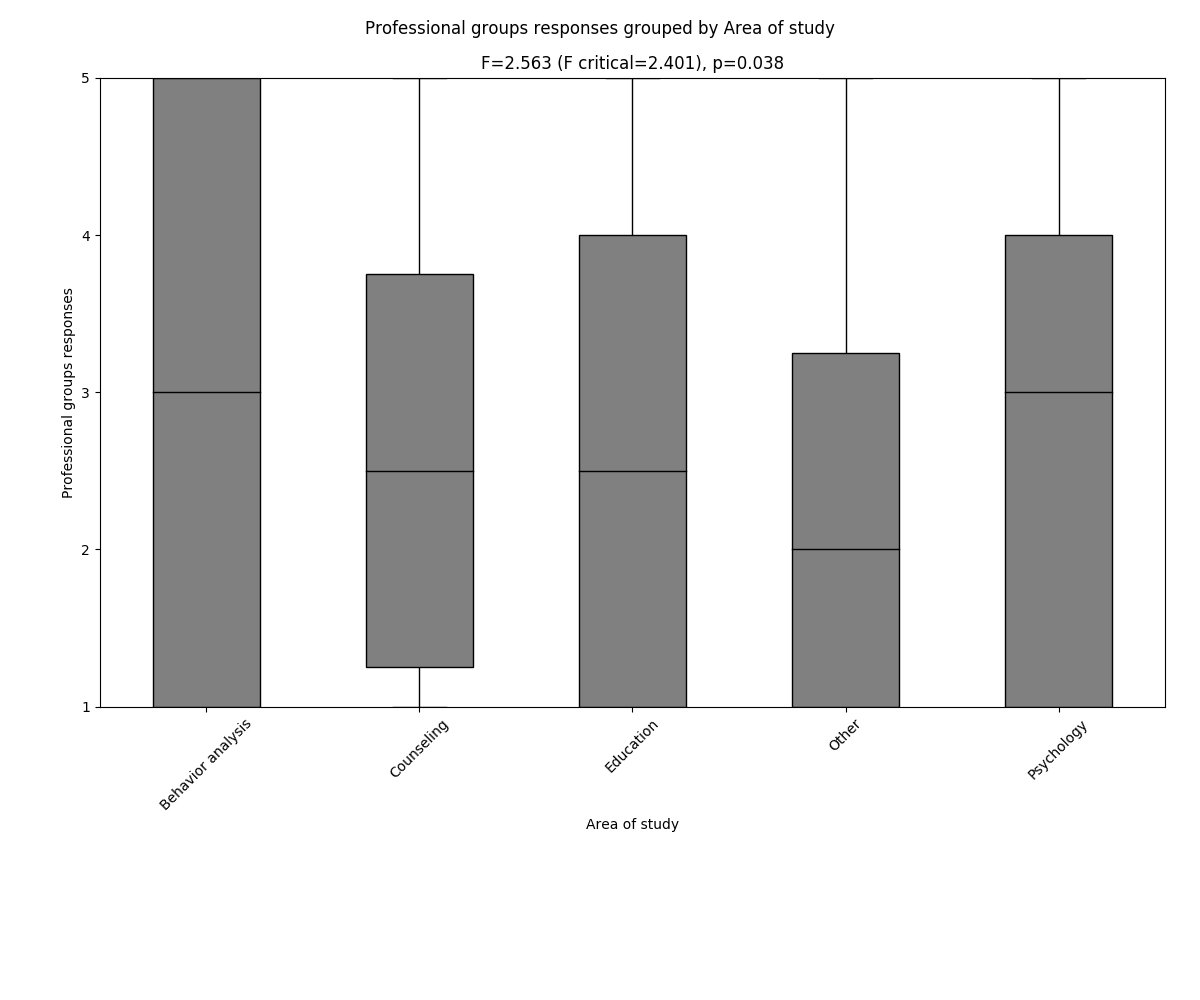 Professional groups responses grouped by Area of study
F=2.563 (F critical=2.401), p=0.038
5
4
3
2
1
Professional groups responses
Behavior analysis
Counseling
Education
Other
Psychology
Area of study